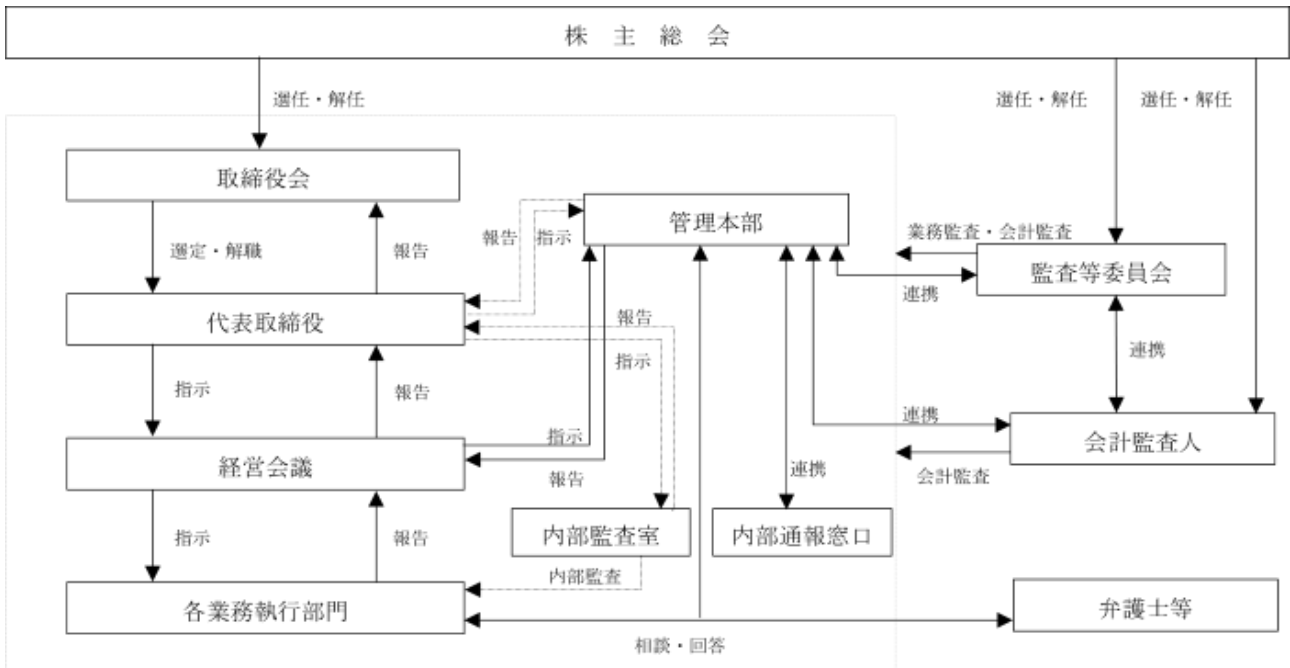 株 主 総 会
選任・解任
選任・解任
選任・解任
取締役会
管理本部
報告
指示
業務監査・会計監査
選定・解職
報告
監査等委員会
連携
代表取締役
報告
指示
連携
指示
報告
連携
会計監査人
指示
経営会議
報告
連携
会計監査
内部監査室
内部通報窓口
指示
報告
内部監査
各業務執行部門
弁護士等
相談・回答